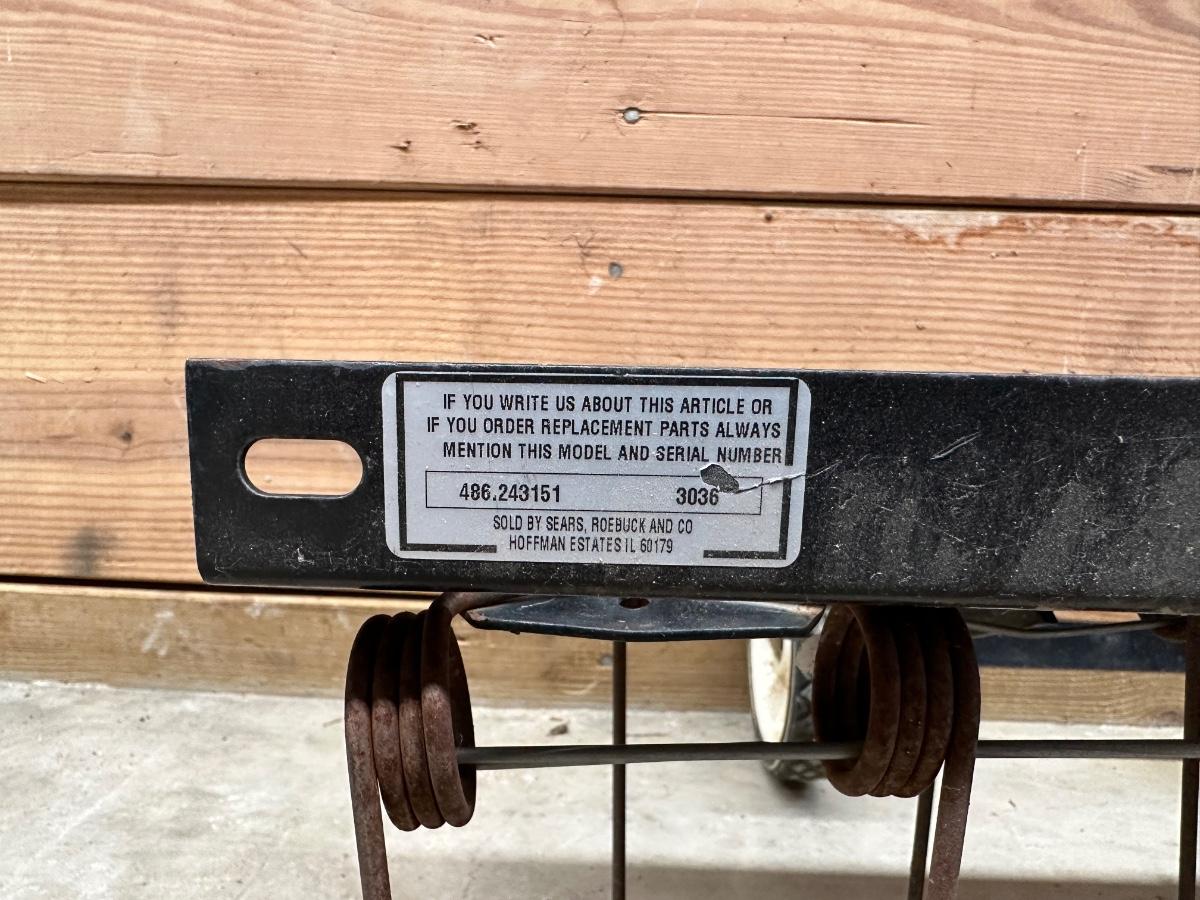 IF YOU WRITE US ABOUT THIS ARTICLE OR
IF YOU ORDER REPLACEMENT PARTS ALWAYS
MENTION THIS MODEL AND SERIAL NUMBER
486.243151 3036
SOLD BY SEARS, ROEBUCK AND CO
HOFFMAN ESTATES IL 60179